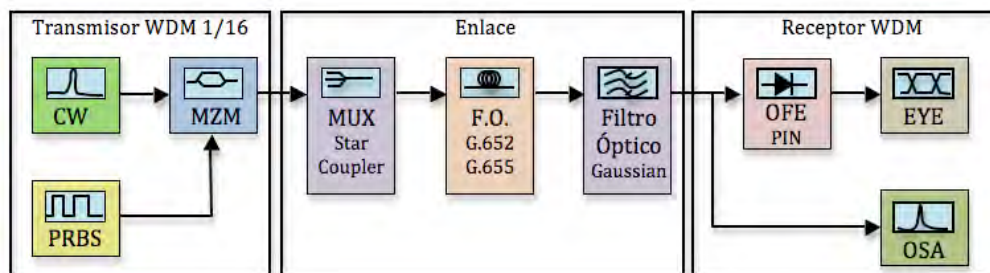 Transmisor WDM 1/16
CW
MZM
PRBS
Enlace
MUX
Star
Coupler
F.O.
G.652
G.655
Filtro
Óptico
Gaussian
Receptor WDM
OFE
PIN
EYE
OSA